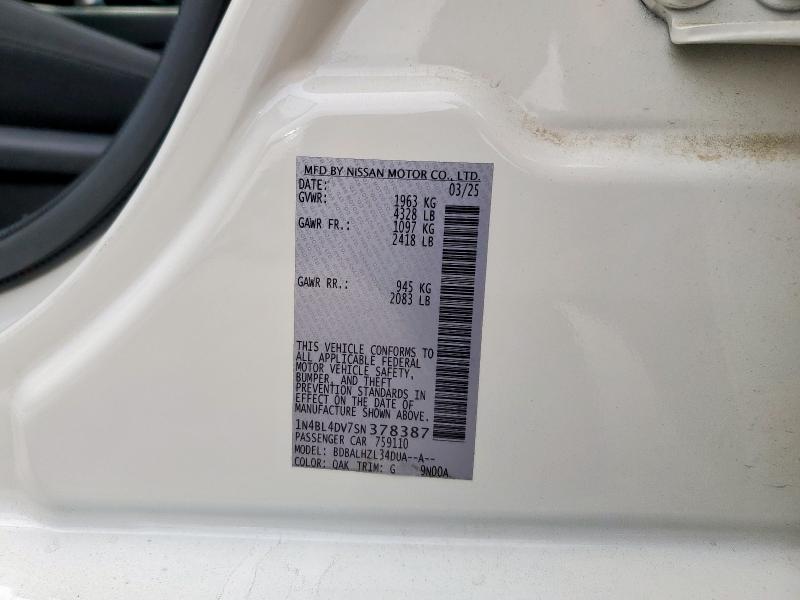 MFD BY NISSAN MOTOR CO., LTD.
DATE: 03/25
GVWR: 1963 KG
4328 LB
GAWR FR.: 1097 KG
2418 LB
GAWR RR.: 945 KG
2083 LB
THIS VEHICLE CONFORMS TO
ALL APPLICABLE FEDERAL
MOTOR VEHICLE SAFETY,
BUMPER, AND THEFT
PREVENTION STANDARDS IN
EFFECT ON THE DATE OF
MANUFACTURE SHOWN ABOVE.
1N4BL4DV7SN378387
PASSENGER CAR 759110
MODEL: BDBALHZL34DUA--A--
COLOR: QAK TRIM: G 9N00A